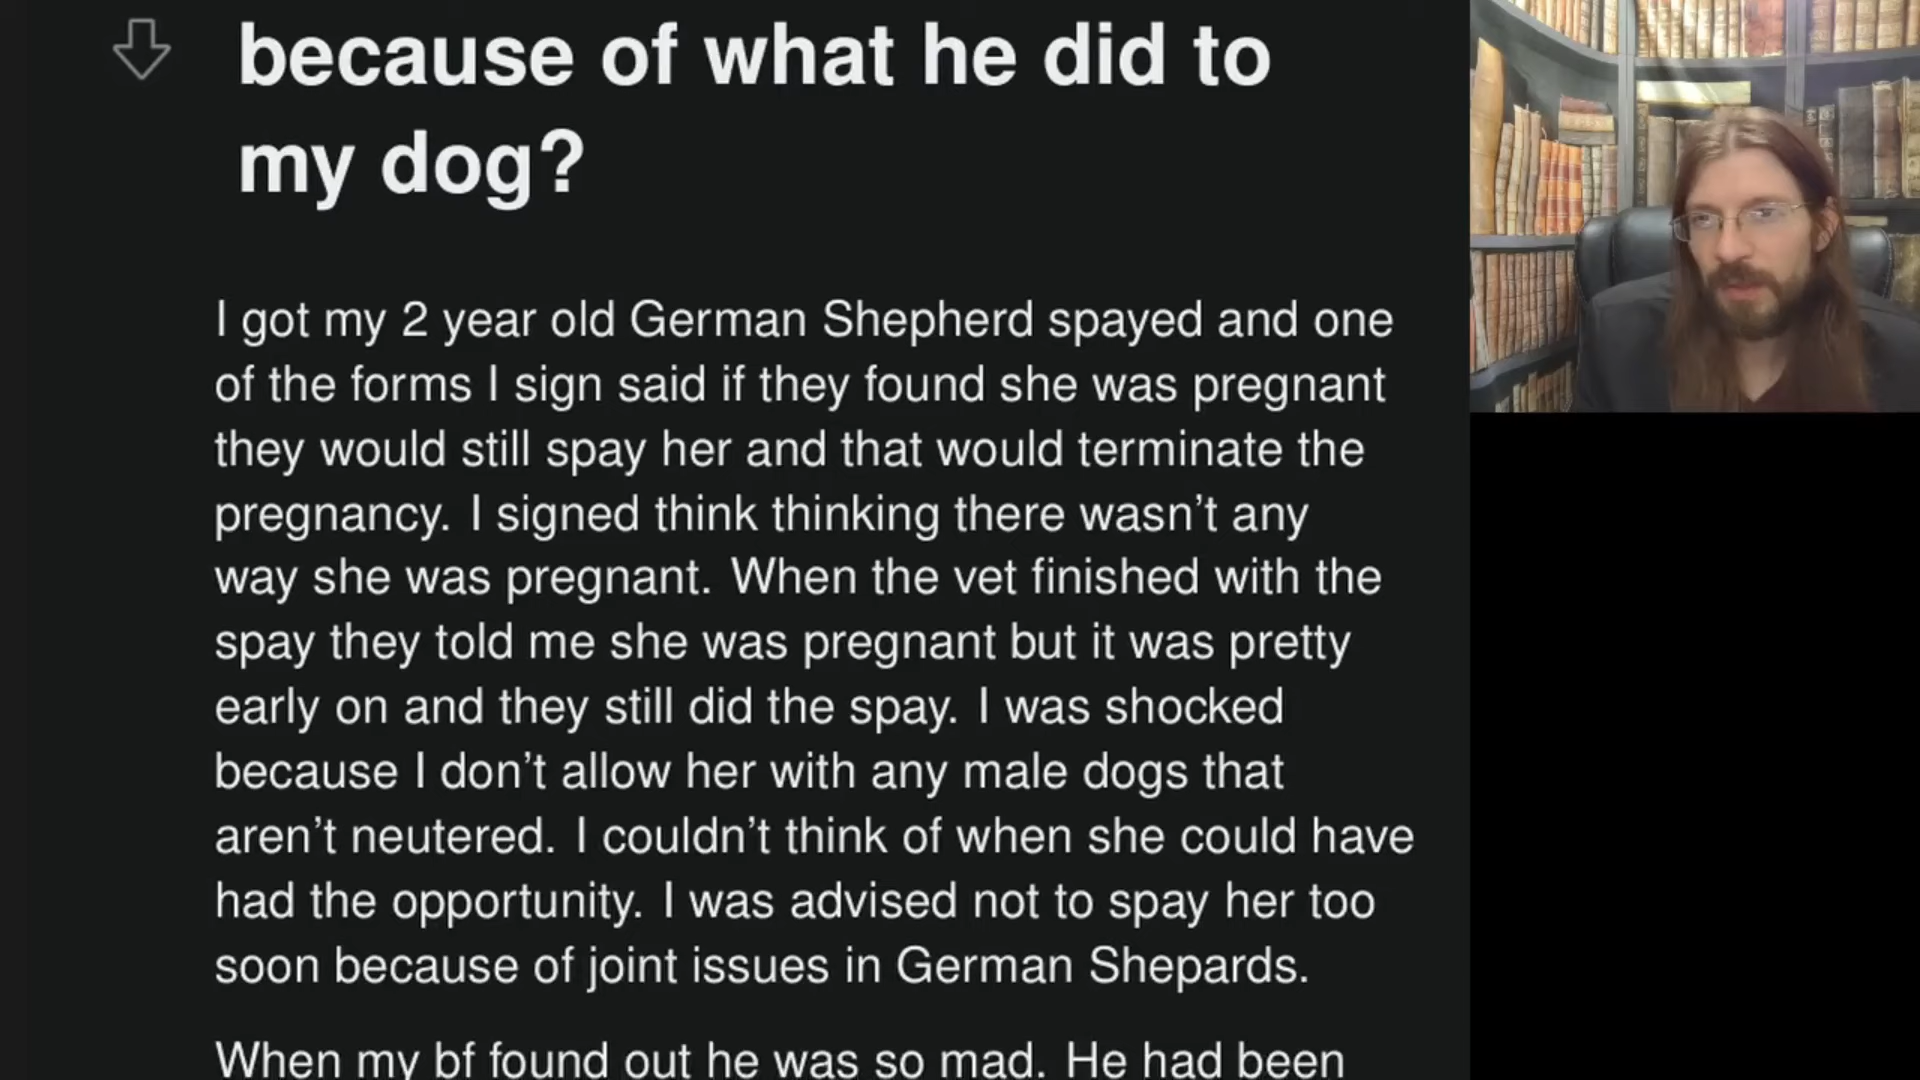 because of what he did to
my dog?
I got my 2 year old German Shepherd spayed and one
of the forms I sign said if they found she was pregnant
they would still spay her and that would terminate the
pregnancy. I signed think thinking there wasn’t any
way she was pregnant. When the vet finished with the
spay they told me she was pregnant but it was pretty
early on and they still did the spay. I was shocked
because I don’t allow her with any male dogs that
aren’t neutered. I couldn’t think of when she could have
had the opportunity. I was advised not to spay her too
soon because of joint issues in German Shepards.
When my bf found out he was so mad. He had been